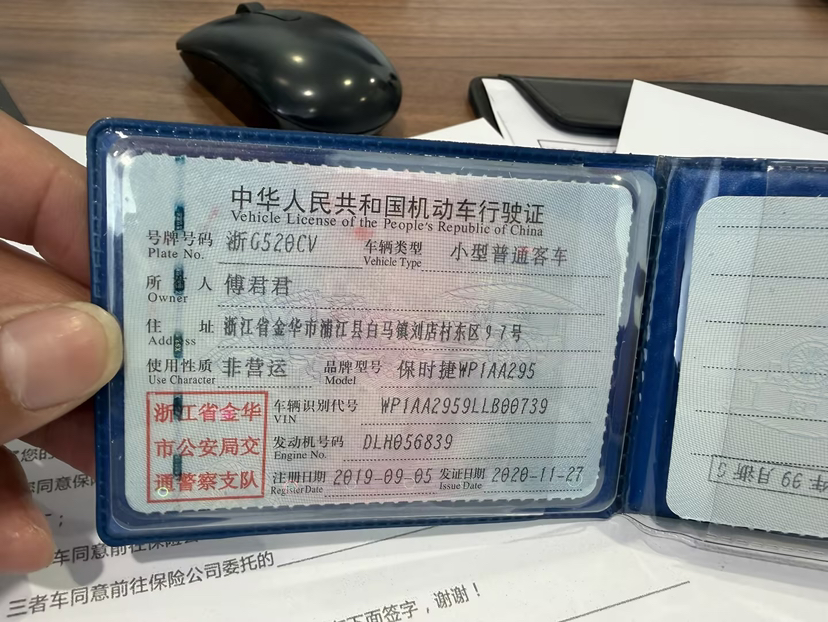 中华人民共和国机动车行驶证
Vehicle License of the People's Republic of China
号牌号码 浙G520CV 车辆类型 小型普通客车
Plate No. Vehicle Type
所 有 人 傅君君
Owner
住 址 浙江省金华市浦江县白马镇刘店村东区97号
Address
使用性质 非营运 品牌型号 保时捷WP1AA295
Use Character Model
浙江省金华
市公安局交
通警察支队
车辆识别代号 WP1AA2959LLB00739
VIN
发动机号码 DLH056839
Engine No.
注册日期 2019-09-05 发证日期 2020-11-27
Register Date Issue Date
车同意前往保险公
三者车同意前往保险公司委托的
下面签字，谢谢！